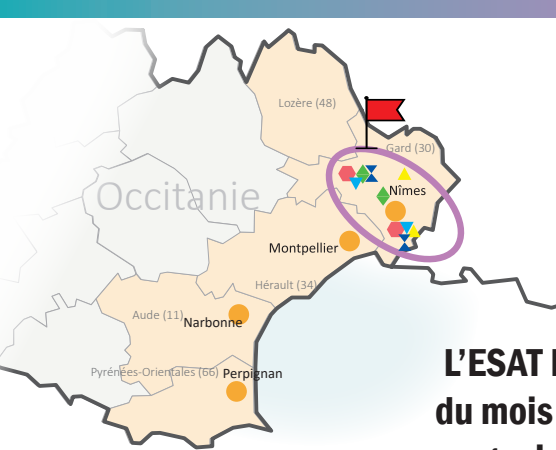 Lozère (48)
Gard (30)
Occitanie
Nîmes
Montpellier
Hérault (34)
Aude (11)
Narbonne
Pyrénées-Orientales (66)
Perpignan
L'ESAT
du mois